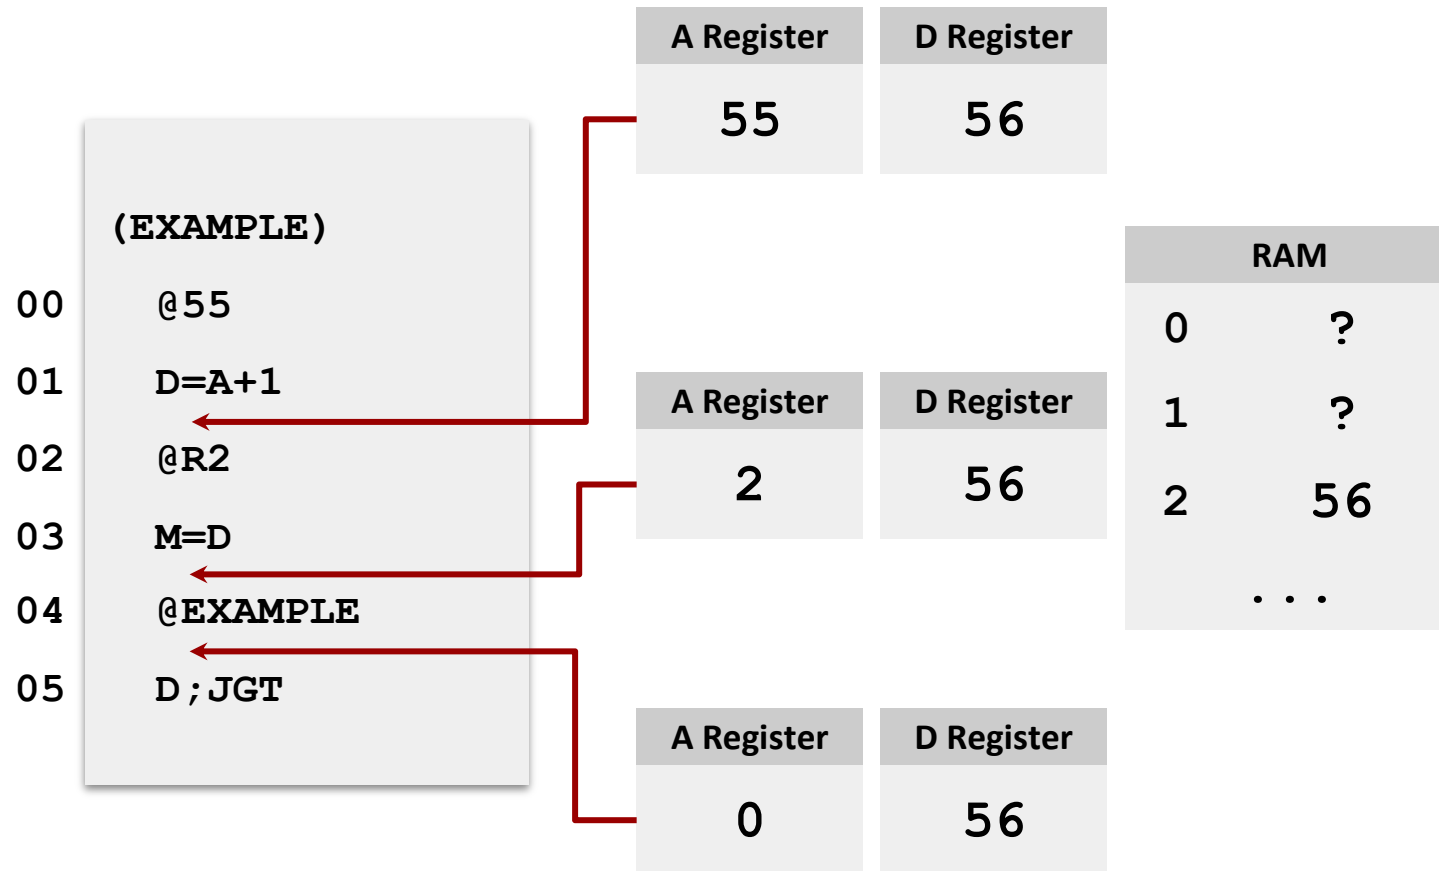 A Register D Register
55 56
(EXAMPLE)
00 @55
01 D=A+1
02 @R2
03 M=D
04 @EXAMPLE
05 D;JGT
A Register D Register
2 56
A Register D Register
0 56
RAM
0 ?
1 ?
2 56
...